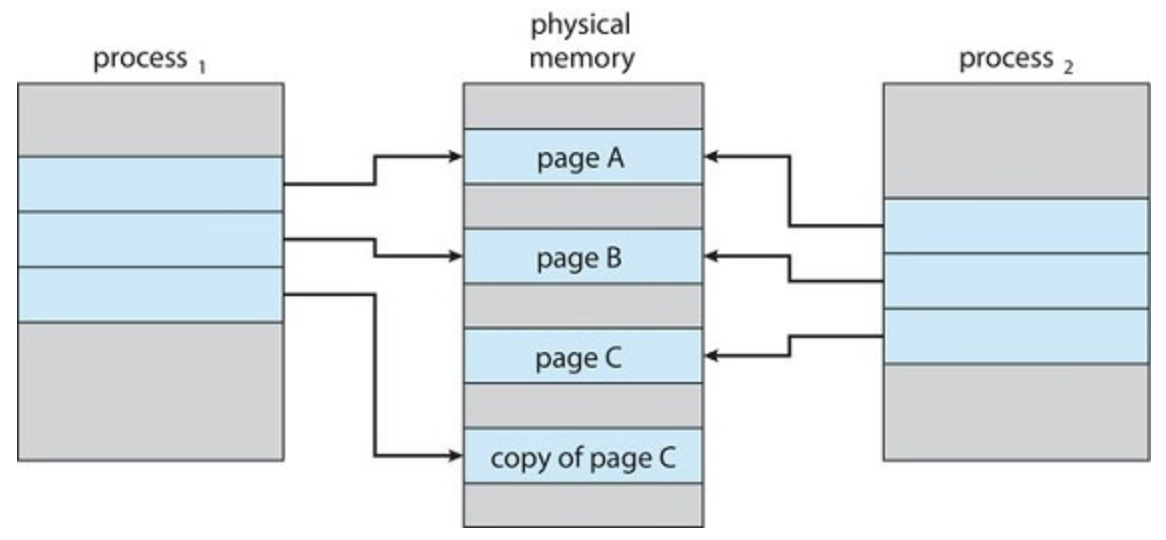 process 1
physical
memory
process 2
page A
page B
page C
copy of page C